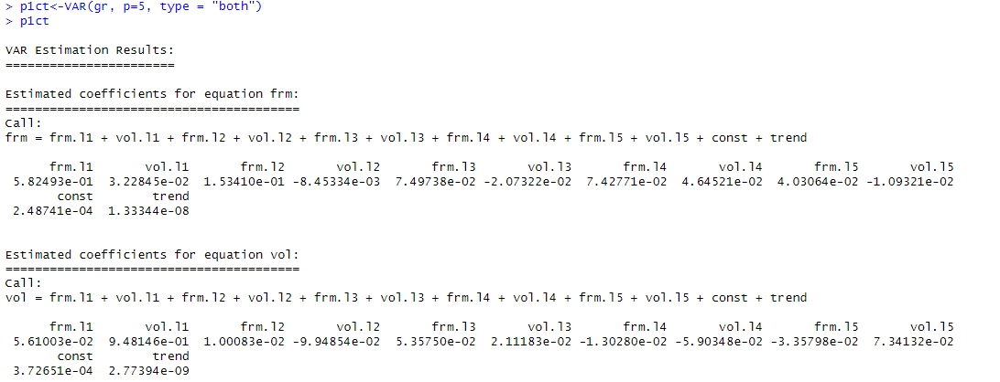 > p1ct<-VAR(gr, p=5, type = "both")
> p1ct
VAR Estimation Results:
=======================
Estimated coefficients for equation frm:
========================================
Call:
frm = frm.l1 + vol.l1 + frm.l2 + vol.l2 + frm.l3 + vol.l3 + frm.l4 + vol.l4 + frm.l5 + vol.l5 + const + trend
frm.l1 vol.l1 frm.l2 vol.l2 frm.l3 vol.l3 frm.l4 vol.l4 frm.l5 vol.l5
5.82493e-01 3.22845e-02 1.53410e-01 -8.45334e-03 7.49738e-02 -2.07322e-02 7.42771e-02 4.64521e-02 4.03064e-02 -1.09321e-02
const trend
2.48741e-04 1.33344e-08
Estimated coefficients for equation vol:
========================================
Call:
vol = frm.l1 + vol.l1 + frm.l2 + vol.l2 + frm.l3 + vol.l3 + frm.l4 + vol.l4 + frm.l5 + vol.l5 + const + trend
frm.l1 vol.l1 frm.l2 vol.l2 frm.l3 vol.l3 frm.l4 vol.l4 frm.l5 vol.l5
5.61003e-02 9.48146e-01 1.00083e-02 -9.94854e-02 5.35750e-02 2.11183e-02 -1.30280e-02 -5.90348e-02 -3.35798e-02 7.34132e-02
const trend
3.72651e-04 2.77394e-09